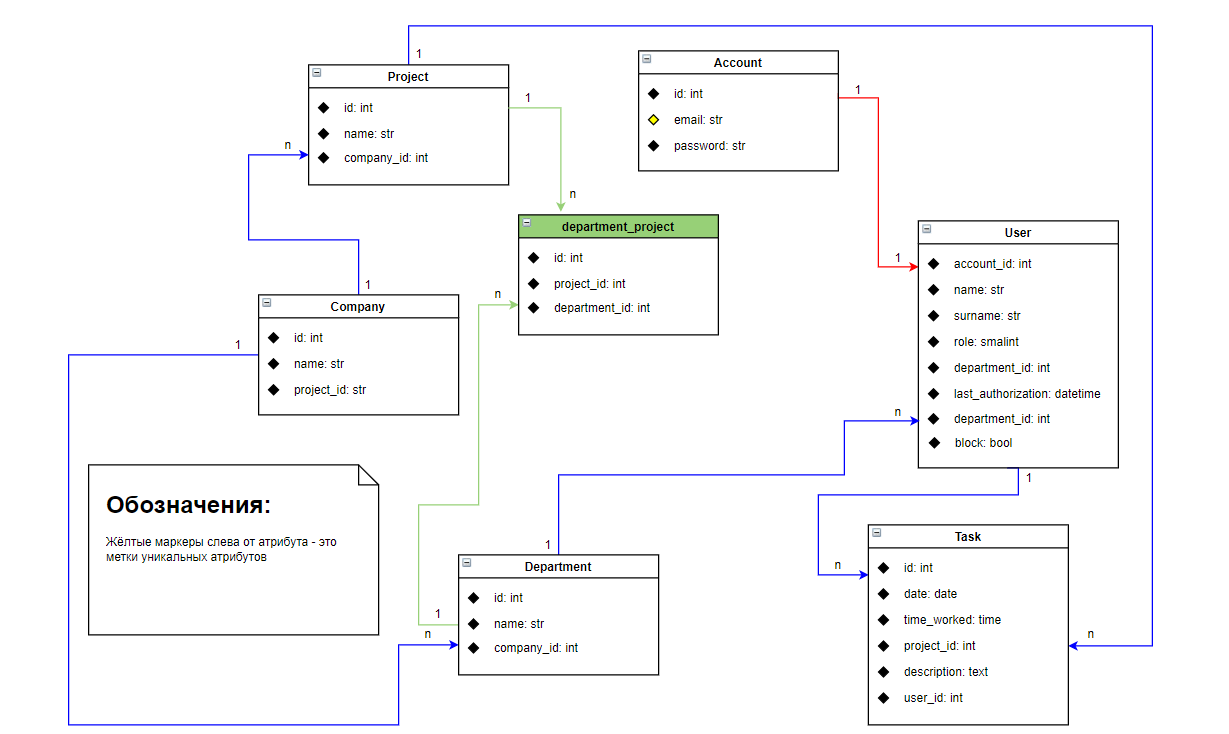 1
Project
id: int
name: str
company_id: int
1
n
n
Account
id: int
email: str
password: str
1
1
department_project
id: int
project_id: int
department_id: int
n
User
account_id: int
name: str
surname: str
role: smalint
department_id: int
last_authorization: datetime
department_id: int
block: bool
n
1
1
Company
id: int
name: str
project_id: str
1
Обозначения:
Жёлтые маркеры слева от атрибута - это
метки уникальных атрибутов
1
Department
id: int
name: str
company_id: int
1
n
Task
id: int
date: date
time_worked: time
project_id: int
description: text
user_id: int
n
n